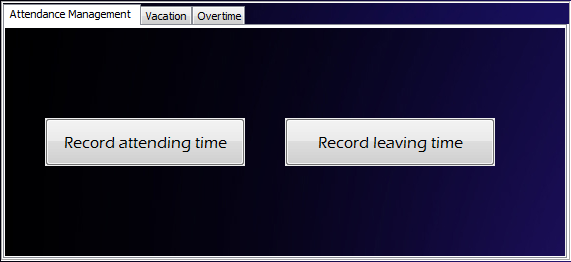 Attendance Management Vacation Overtime
Record attending time Record leaving time